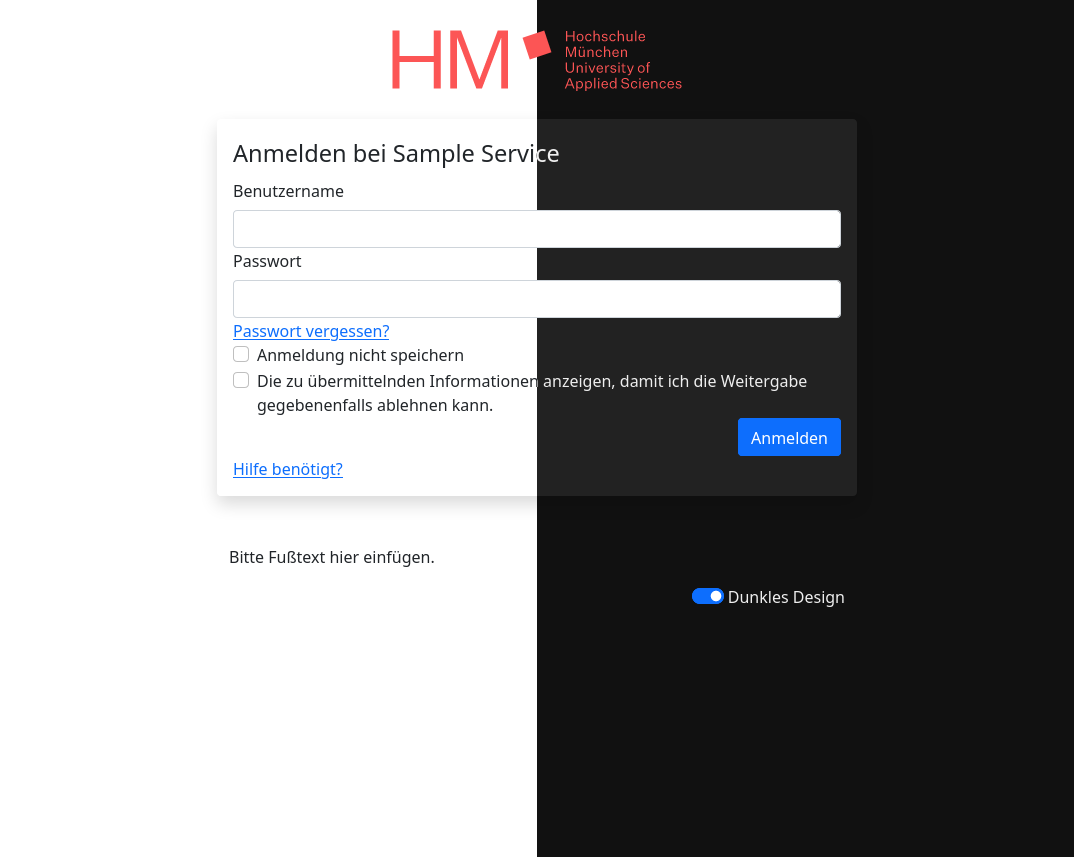 HM
Hochschule
München
University of
Applied Sciences
Anmelden bei Sample Service
Benutzername
Passwort
Passwort vergessen?
Anmeldung nicht speichern
Die zu übermittelnden Informationen anzeigen, damit ich die Weitergabe
gegebenenfalls ablehnen kann.
Anmelden
Hilfe benötigt?
Bitte Fußtext hier einfügen.
Dunkles Design